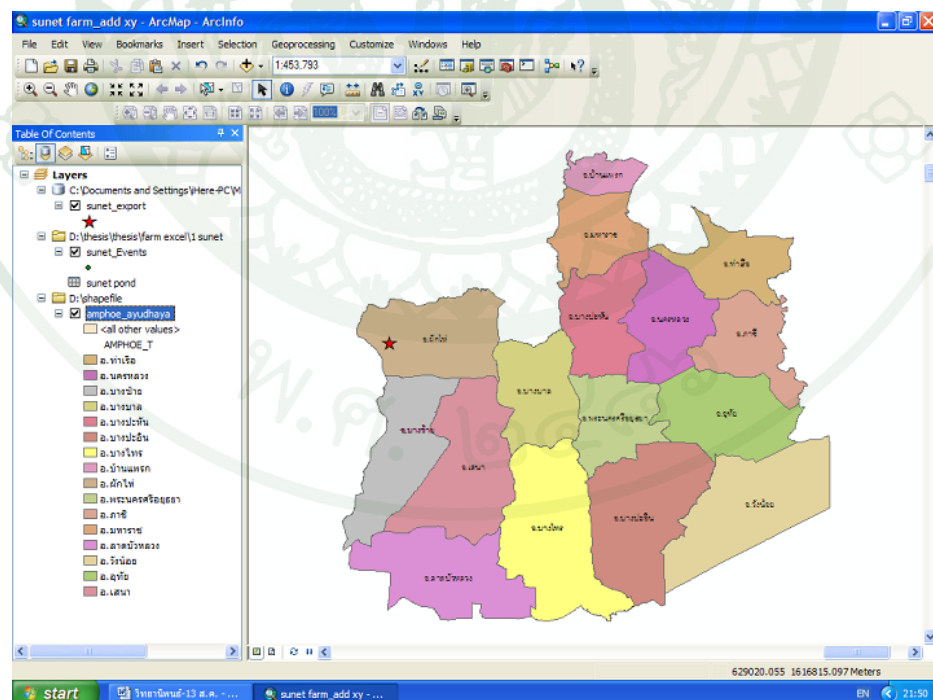 sunet farm_add xy - ArcMap - ArcInfo
File Edit View Bookmarks Insert Selection Geoprocessing Customize Windows Help
1:453,793
100%
Table Of Contents
Layers
C:\Documents and Settings\Here-PC\M
sunet_export
D:\thesis\thesis\farm excel\1 sunet
sunet_Events
sunet pond
D:\shapefile
amphoe_ayudhaya
<all other values>
AMPHOE_T
อ.ท่าเรือ
อ.นครหลวง
อ.บางซ้าย
อ.บางบาล
อ.บางปะหัน
อ.บางปะอิน
อ.บางไทร
อ.บ้านแพรก
อ.ผักไห่
อ.พระนครศรีอยุธยา
อ.ภาชี
อ.มหาราช
อ.ลาดบัวหลวง
อ.วังน้อย
อ.อุทัย
อ.เสนา
อ.บ้านแพรก
อ.มหาราช
อ.ท่าเรือ
อ.บางปะหัน
อ.นครหลวง
อ.ภาชี
อ.ผักไห่
อ.บางบาล
อ.พระนครศรีอยุธยา
อ.อุทัย
อ.บางซ้าย
อ.เสนา
อ.วังน้อย
อ.บางไทร
อ.บางปะอิน
อ.ลาดบัวหลวง
629020.055 1616815.097 Meters
start
วิทยานิพนธ์-13 ส.ค. - ...
sunet farm_add xy - ...
EN
21:50